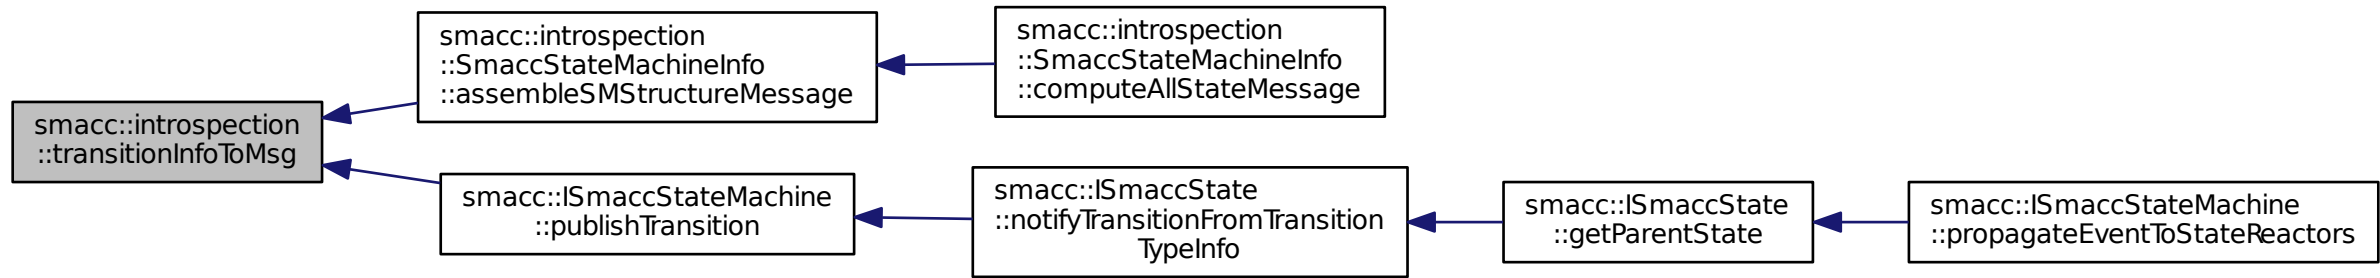 smacc::introspection
::transitionInfoToMsg
smacc::introspection
::SmaccStateMachineInfo
::assembleSMStructureMessage
smacc::introspection
::SmaccStateMachineInfo
::computeAllStateMessage
smacc::ISmaccStateMachine
::publishTransition
smacc::ISmaccState
::notifyTransitionFromTransition
TypeInfo
smacc::ISmaccState
::getParentState
smacc::ISmaccStateMachine
::propagateEventToStateReactors